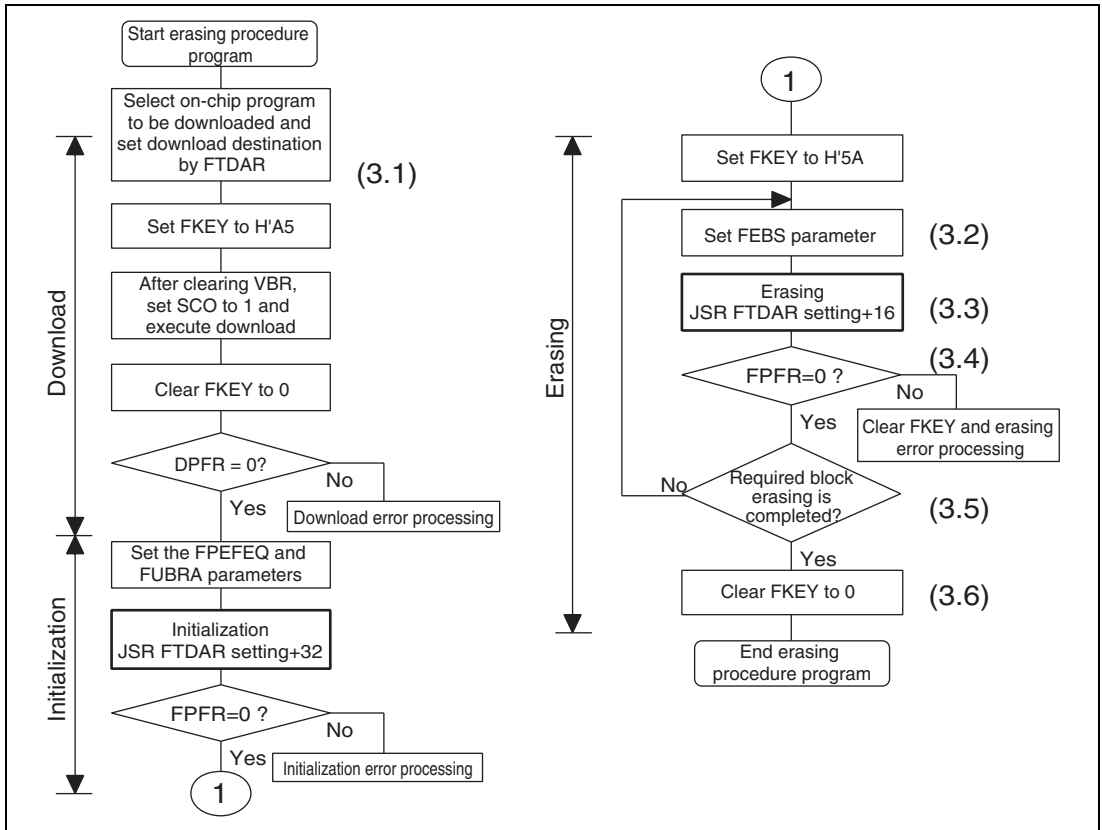 Start erasing procedure
program
Select on-chip program
to be downloaded and
set download destination
by FTDAR
(3.1)
Set FKEY to H'A5
After clearing VBR,
set SCO to 1 and
execute download
Clear FKEY to 0
DPFR = 0?
No
Yes
Download error processing
Download
Set the FPEFEQ and
FUBRA parameters
Initialization
JSR FTDAR setting+32
FPFR=0 ?
No
Yes
Initialization error processing
Initialization
1
1
Set FKEY to H'5A
Set FEBS parameter
(3.2)
Erasing
JSR FTDAR setting+16
(3.3)
(3.4)
FPFR=0 ?
No
Yes
Clear FKEY and erasing
error processing
Required block
erasing is
completed?
No
(3.5)
Yes
Clear FKEY to 0
(3.6)
Erasing
End erasing
procedure program